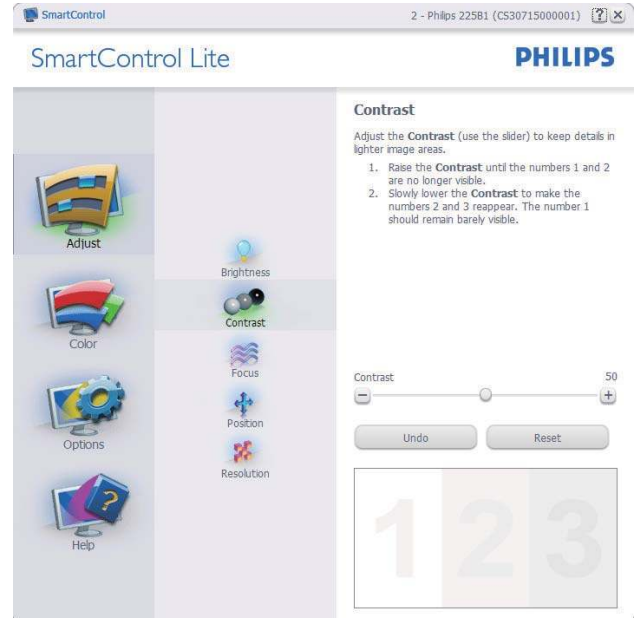 SmartControl
2 - Philips 225B1 (CS30715000001)
SmartControl Lite
PHILIPS
Adjust
Color
Options
Help
Brightness
Contrast
Focus
Position
Resolution
Contrast
Adjust the Contrast (use the slider) to keep details in
lighter image areas.
1. Raise the Contrast until the numbers 1 and 2
are no longer visible.
2. Slowly lower the Contrast to make the
numbers 2 and 3 reappear. The number 1
should remain barely visible.
Contrast 50
Undo Reset
1 2 3